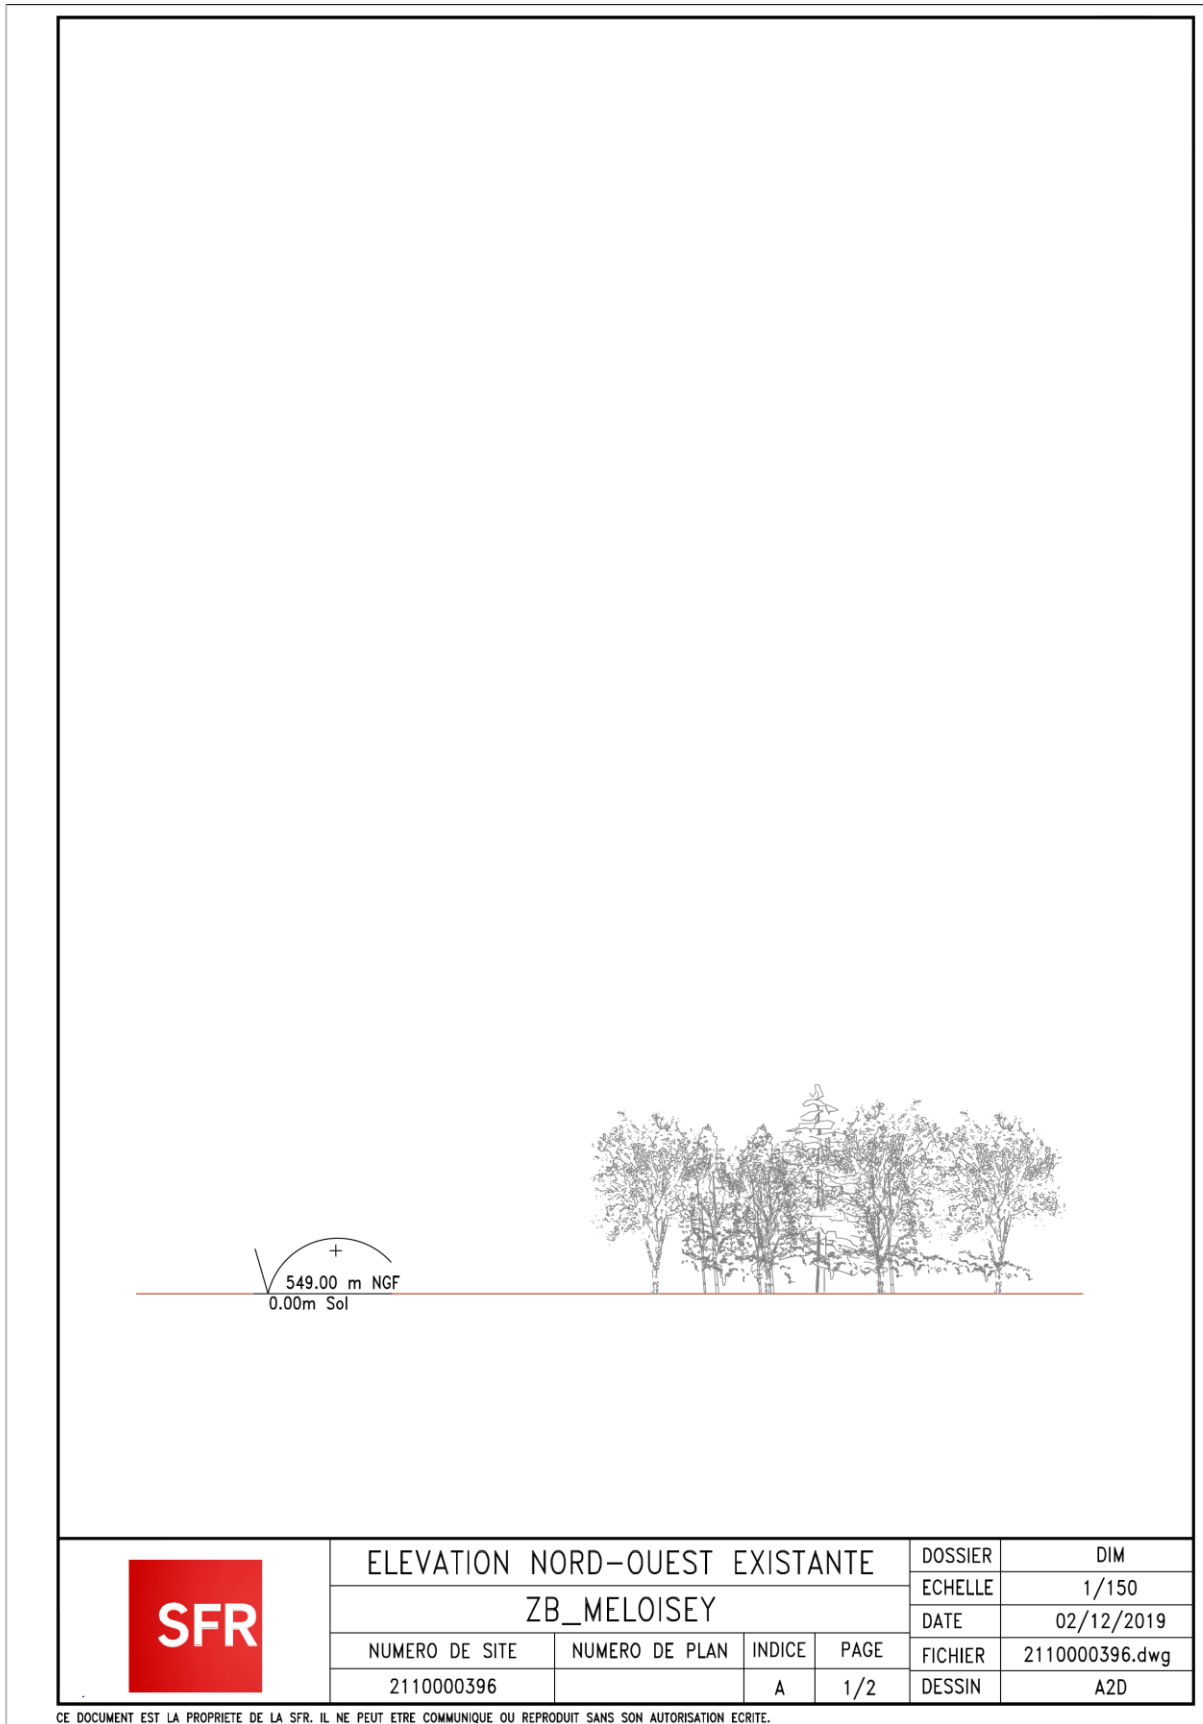 549.00 m NGF
0.00m Sol
SFR
ELEVATION NORD-OUEST EXISTANTE
ZB_MELOISEY
NUMERO DE SITE
NUMERO DE PLAN
INDICE
PAGE
2110000396
A
1/2
DOSSIER
DIM
ECHELLE
1/150
DATE
02/12/2019
FICHIER
2110000396.dwg
DESSIN
A2D
CE DOCUMENT EST LA PROPRIETE DE LA SFR. IL NE PEUT ETRE COMMUNIQUE OU REPRODUIT SANS SON AUTORISATION ECRITE.